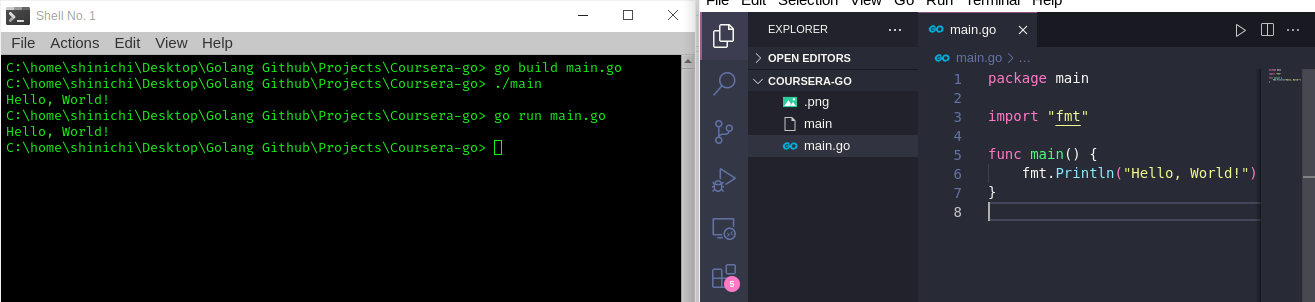 Shell No. 1
File Actions Edit View Help
C:\home\shinichi\Desktop\Golang Github\Projects\Coursera-go> go build main.go
C:\home\shinichi\Desktop\Golang Github\Projects\Coursera-go> ./main
Hello, World!
C:\home\shinichi\Desktop\Golang Github\Projects\Coursera-go> go run main.go
Hello, World!
C:\home\shinichi\Desktop\Golang Github\Projects\Coursera-go>
File Edit Selection View Go Run Terminal Help
EXPLORER
OPEN EDITORS
COURSERA-GO
.png
main
GO main.go
5
GO main.go
GO main.go > ...
1 package main
2
3 import "fmt"
4
5 func main() {
6 fmt.Println("Hello, World!")
7 }
8